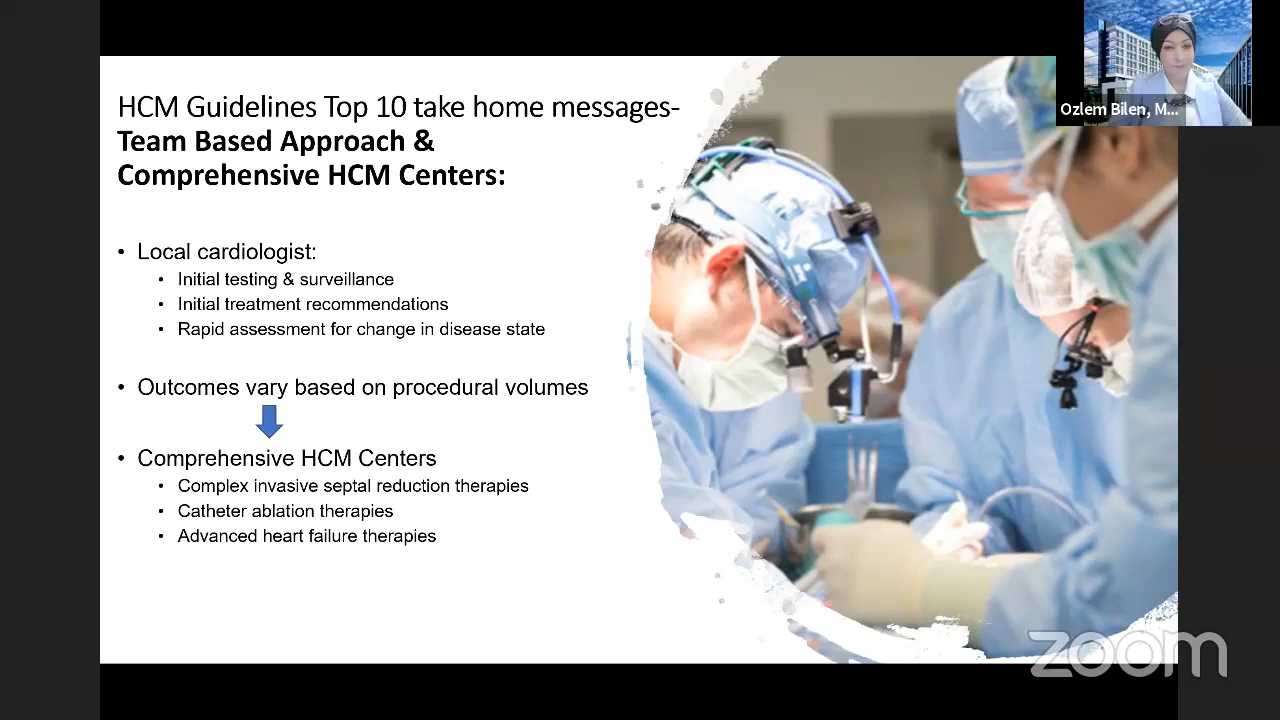 HCM Guidelines Top 10 take home messages-
Team Based Approach &
Comprehensive HCM Centers:
• Local cardiologist:
• Initial testing & surveillance
• Initial treatment recommendations
• Rapid assessment for change in disease state
• Outcomes vary based on procedural volumes
• Comprehensive HCM Centers
• Complex invasive septal reduction therapies
• Catheter ablation therapies
• Advanced heart failure therapies
Ozlem Bilen, M...
zoom